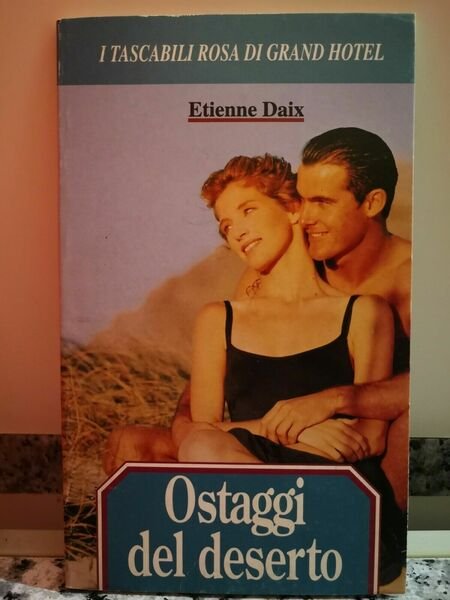 I TASCABILI ROSA DI GRAND HOTEL
Etienne Daix
Ostaggi
del deserto